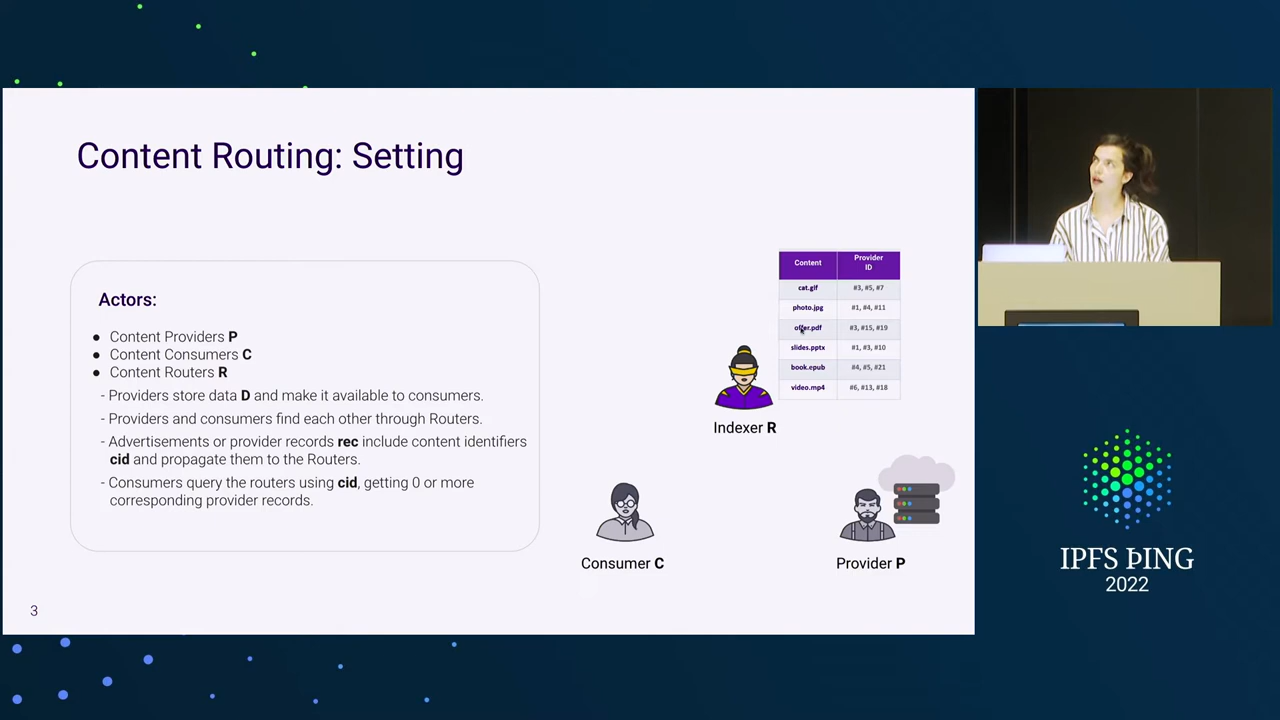 Content Routing: Setting
Actors:
● Content Providers P
● Content Consumers C
● Content Routers R
- Providers store data D and make it available to consumers.
- Providers and consumers find each other through Routers.
- Advertisements or provider records rec include content identifiers
cid and propagate them to the Routers.
- Consumers query the routers using cid, getting 0 or more
corresponding provider records.
Content Provider
ID
cat.gif #3, #5, #7
photo.jpg #1, #4, #11
offer.pdf #3, #15, #19
slides.pptx #1, #3, #10
book.epub #4, #5, #21
video.mp4 #6, #13, #18
Indexer R
Consumer C
Provider P
3
IPFS ÞING
2022